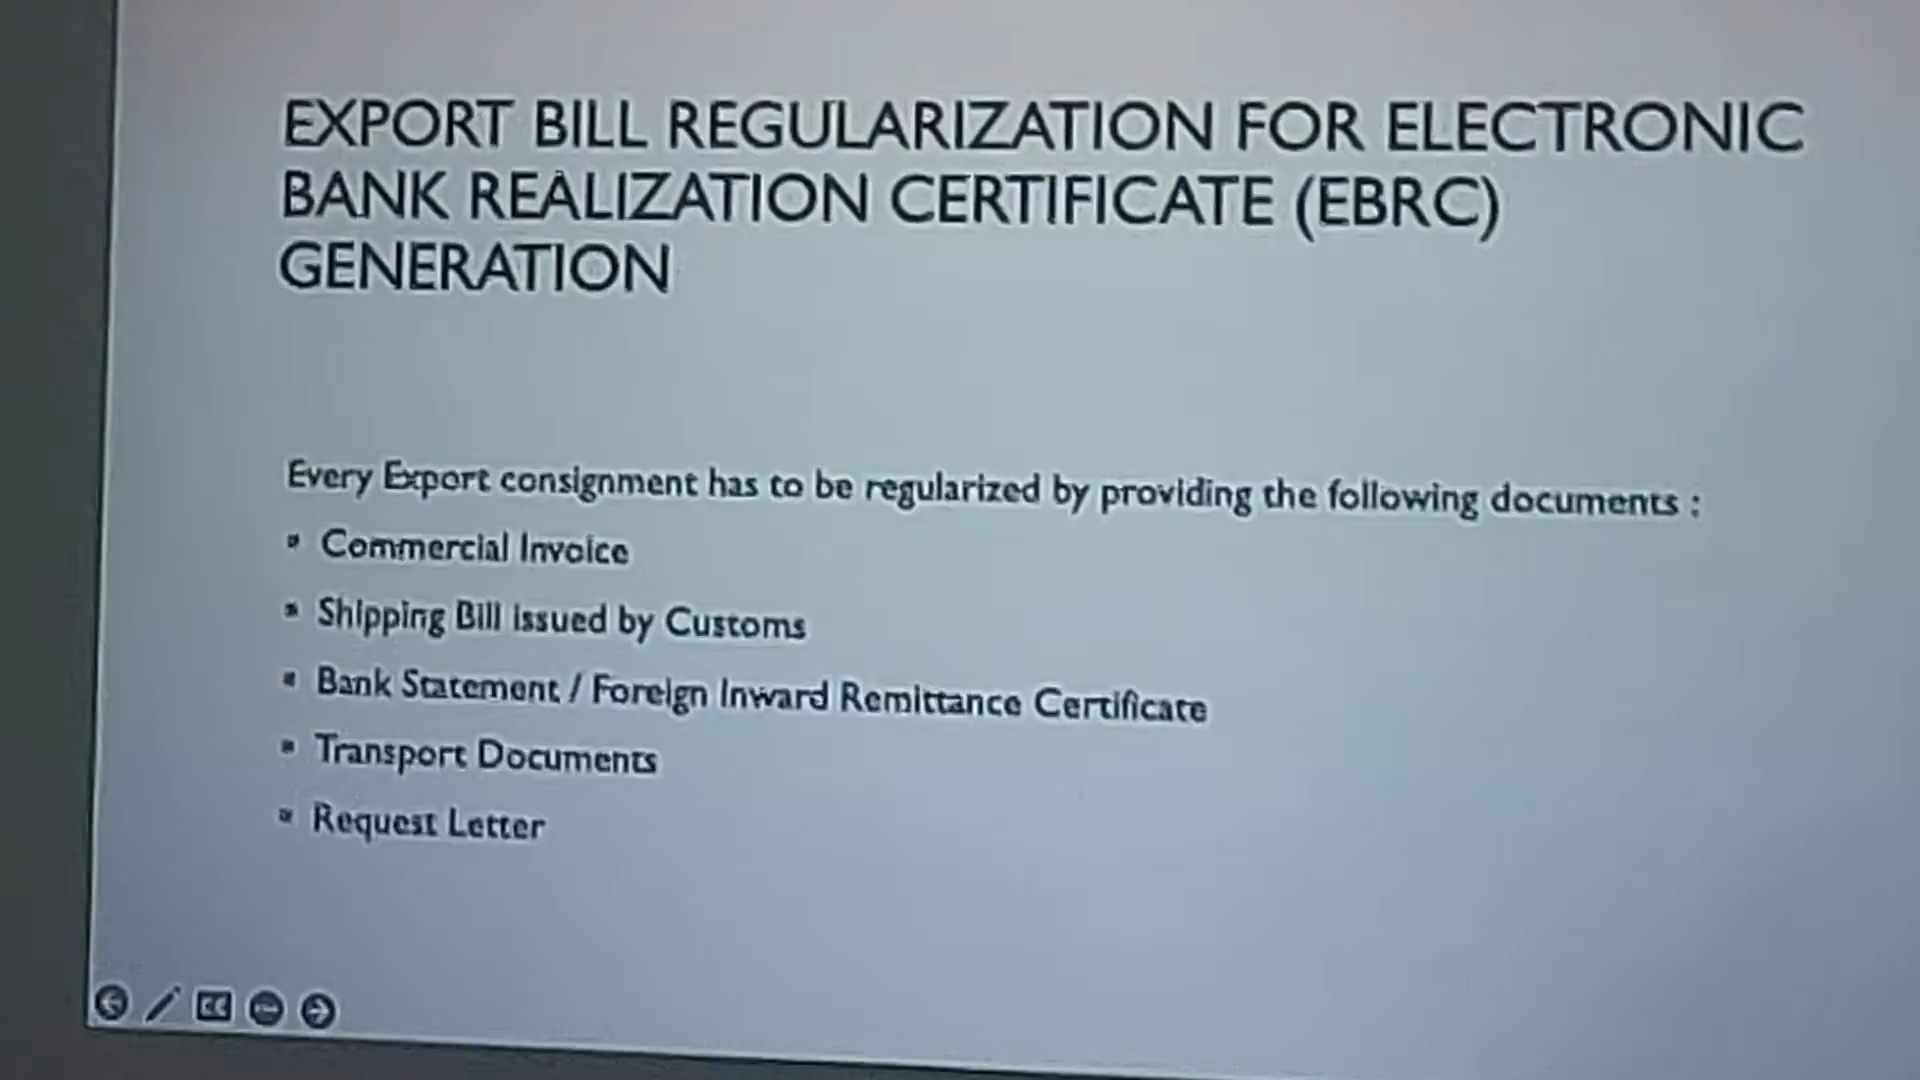 EXPORT BILL REGULARIZATION FOR ELECTRONIC
BANK REALIZATION CERTIFICATE (EBRC)
GENERATION
Every Export consignment has to be regularized by providing the following documents :
▪ Commercial Invoice
▪ Shipping Bill issued by Customs
▪ Bank Statement / Foreign Inward Remittance Certificate
▪ Transport Documents
▪ Request Letter
CC